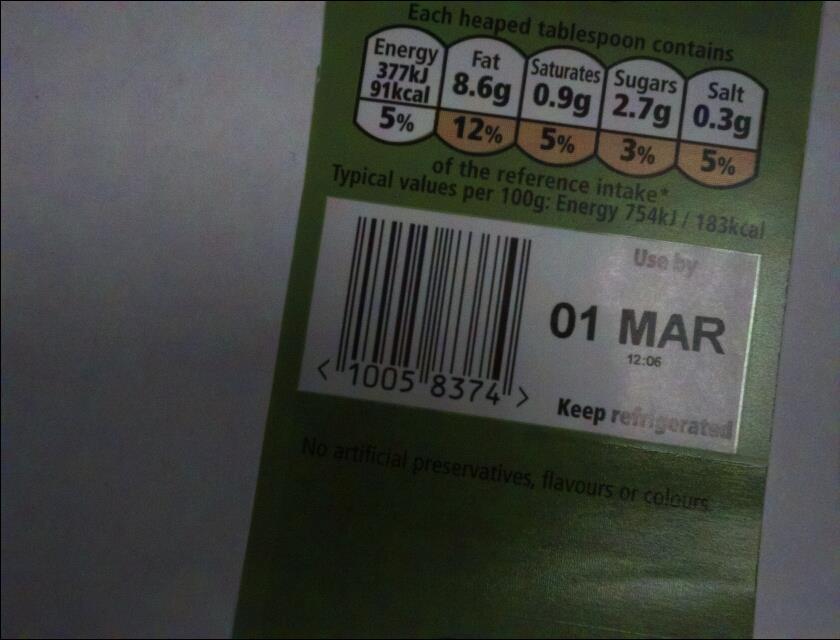 Each heaped tablespoon contains
Energy 377kJ 91kcal 5%
Fat 8.6g 12%
Saturates 0.9g 5%
Sugars 2.7g 3%
Salt 0.3g 5%
of the reference intake*
Typical values per 100g: Energy 754kJ / 183kcal
Use by
01 MAR
12:06
< 1005 8374 >
Keep refrigerated
No artificial preservatives, flavours or colours.